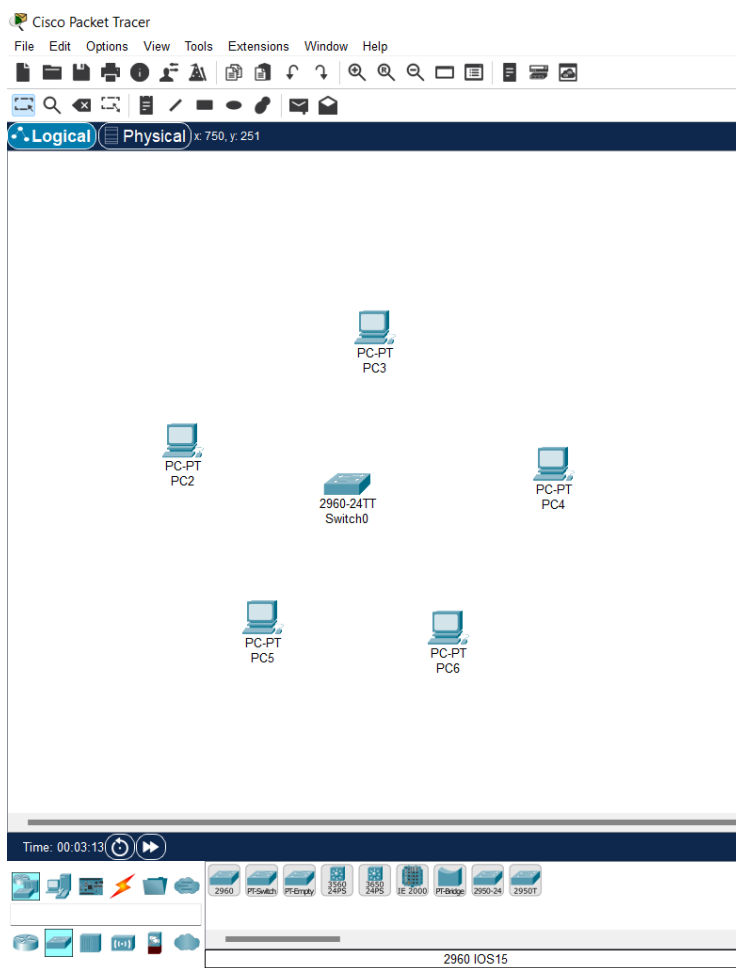 Cisco Packet Tracer
File Edit Options View Tools Extensions Window Help
Logical Physical x: 750, y: 251
PC-PT
PC3
PC-PT
PC2
2960-24TT
Switch0
PC-PT
PC4
PC-PT
PC5
PC-PT
PC6
Time: 00:03:13
2960 PT-Switch PT-Empty 3560 24PS 3650 24PS IE 2000 PT-Bridge 2950-24 2950T
2960 IOS15